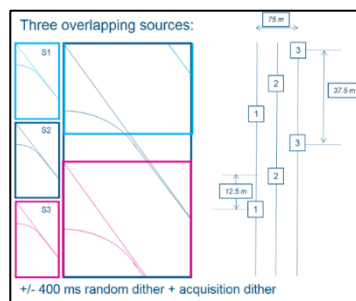 Three overlapping sources:
S1
S2
S3
75 m
3
2
1
37.5 m
3
2
12.5 m
1
+/- 400 ms random dither + acquisition dither